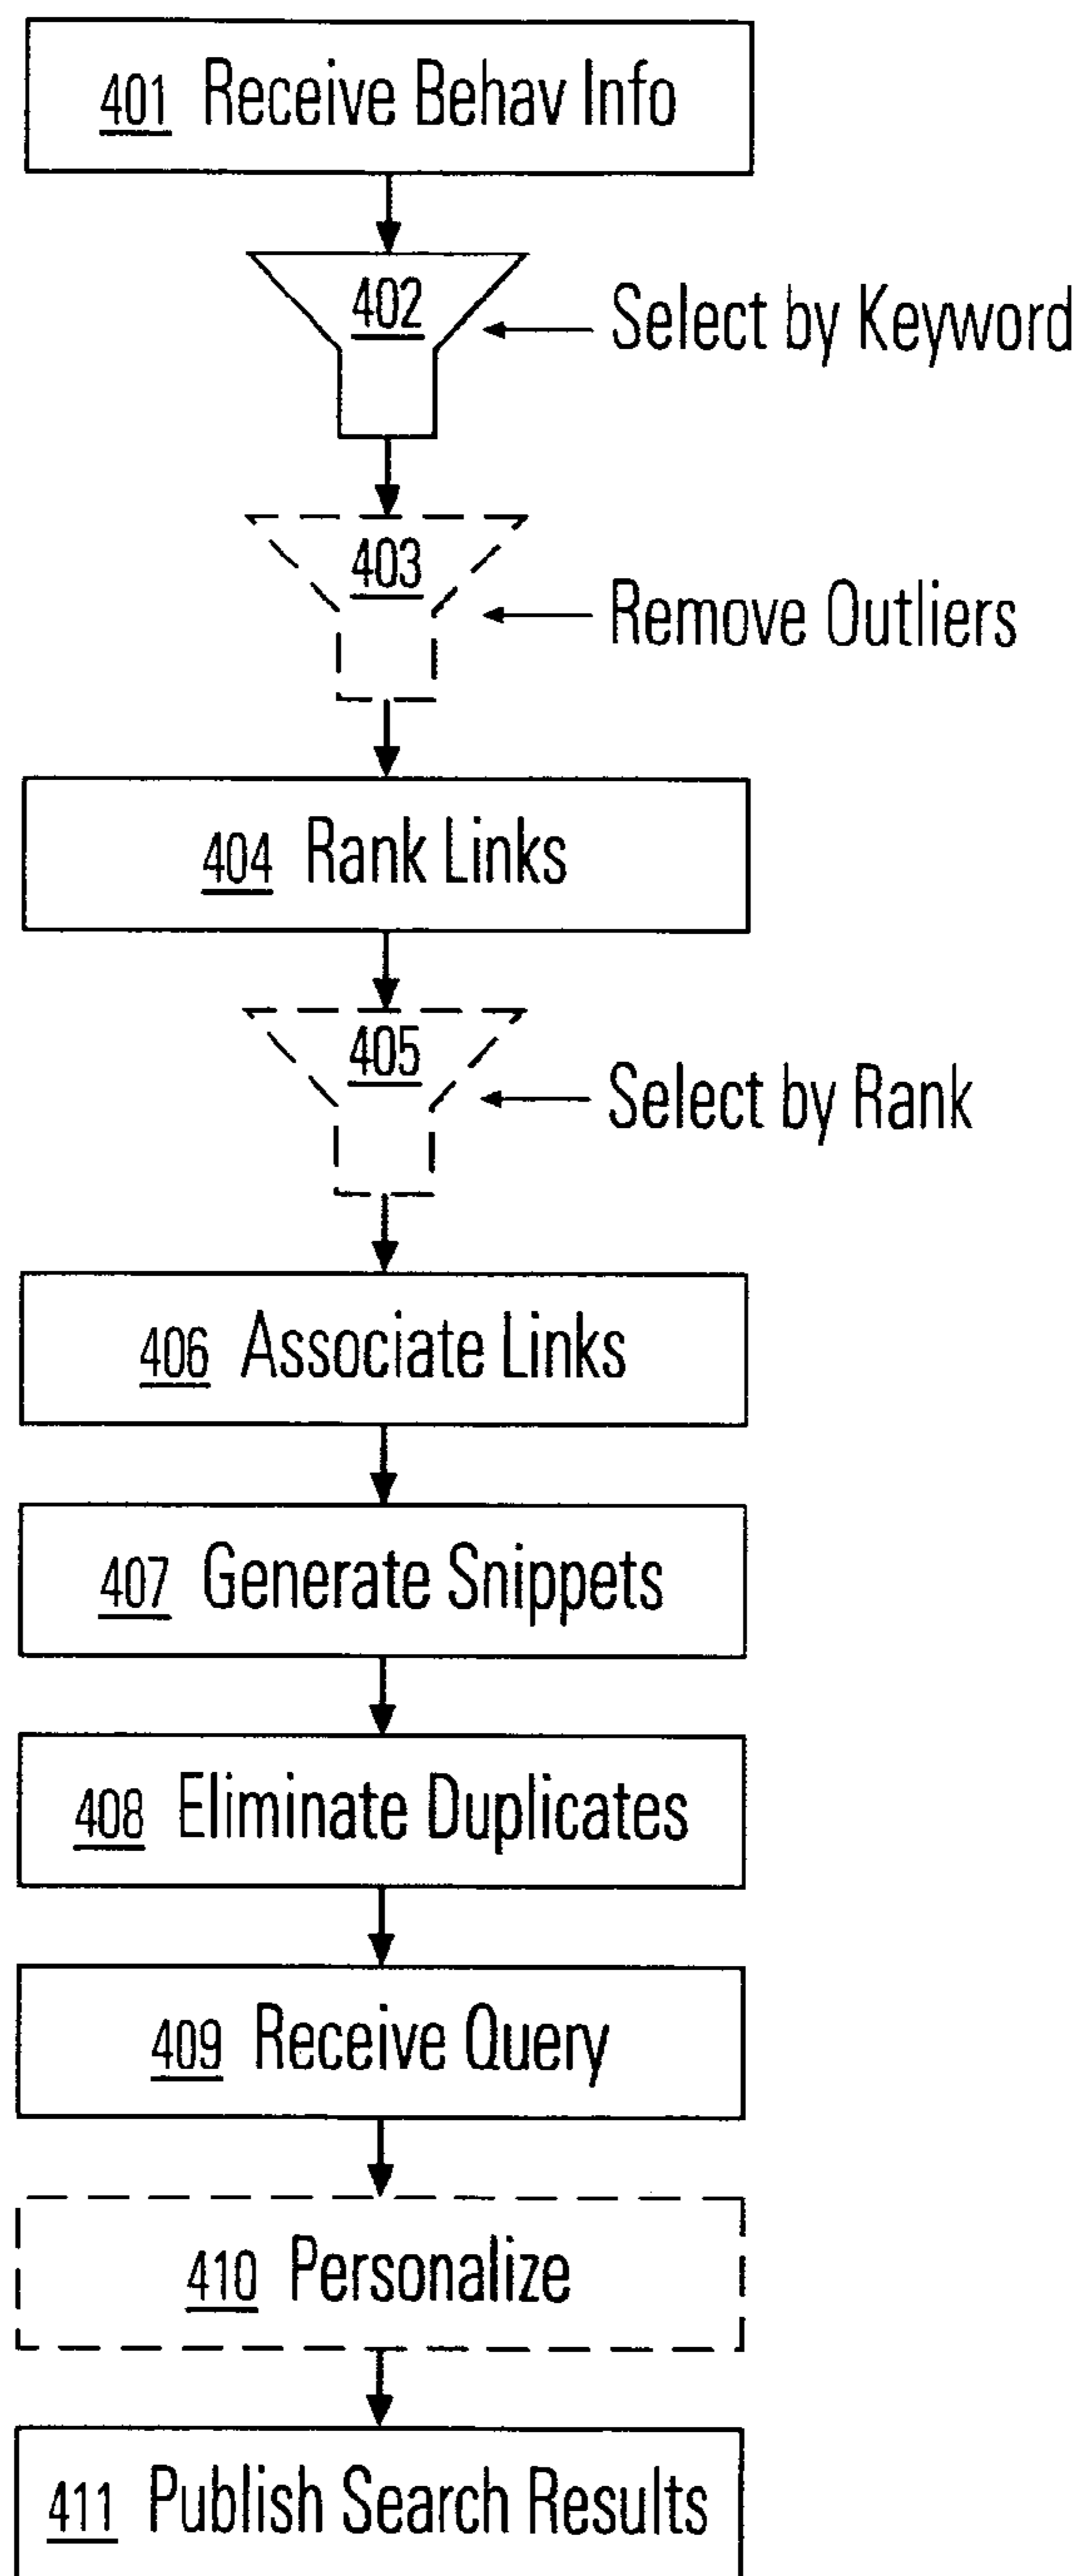 401 Receive Behav Info
402
Select by Keyword
403
Remove Outliers
404 Rank Links
405
Select by Rank
406 Associate Links
407 Generate Snippets
408 Eliminate Duplicates
409 Receive Query
410 Personalize
411 Publish Search Results